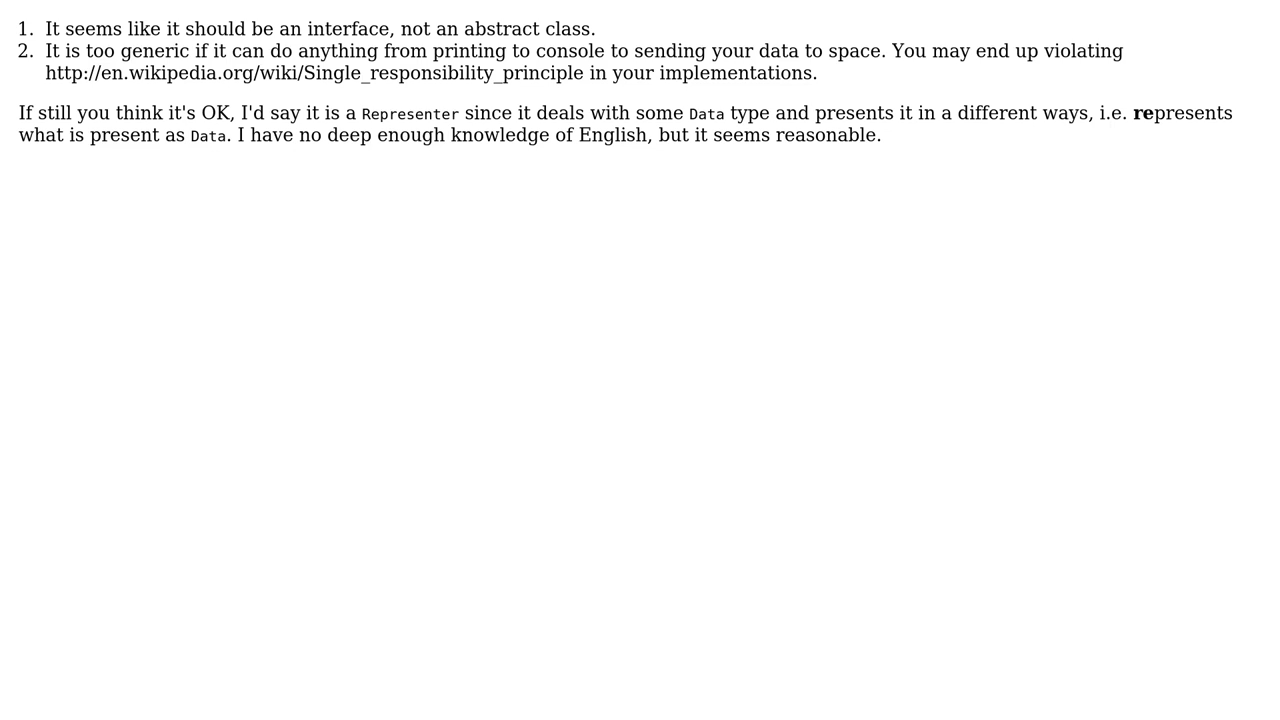 1. It seems like it should be an interface, not an abstract class.
2. It is too generic if it can do anything from printing to console to sending your data to space. You may end up violating
http://en.wikipedia.org/wiki/Single_responsibility_principle in your implementations.
If still you think it's OK, I'd say it is a Representer since it deals with some Data type and presents it in a different ways, i.e. represents
what is present as Data. I have no deep enough knowledge of English, but it seems reasonable.